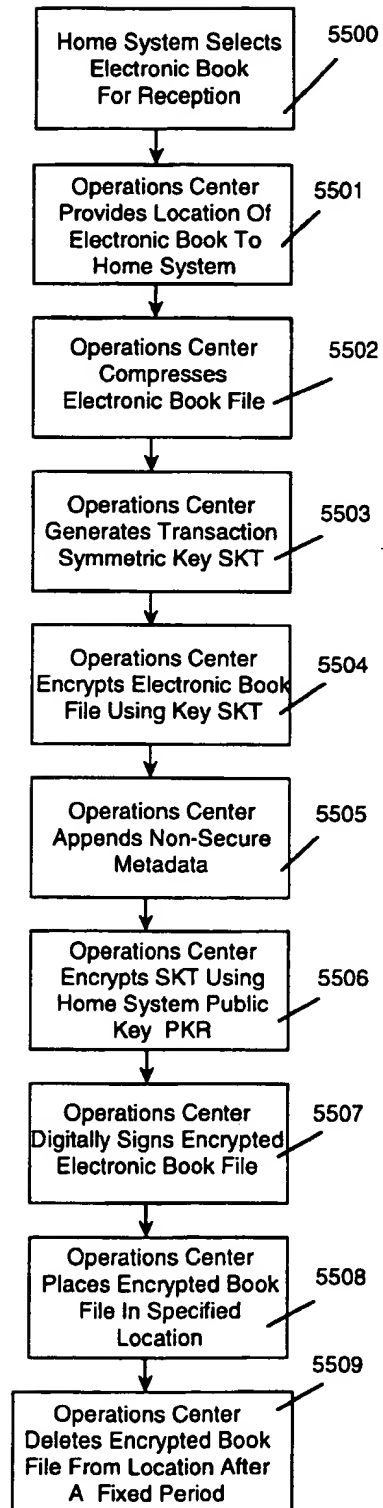 Home System Selects
Electronic Book
For Reception
5500
Operations Center
Provides Location Of
Electronic Book To
Home System
5501
Operations Center
Compresses
Electronic Book File
5502
Operations Center
Generates Transaction
Symmetric Key SKT
5503
Operations Center
Encrypts Electronic Book
File Using Key SKT
5504
Operations Center
Appends Non-Secure
Metadata
5505
Operations Center
Encrypts SKT Using
Home System Public
Key PKR
5506
Operations Center
Digitally Signs Encrypted
Electronic Book File
5507
Operations Center
Places Encrypted Book
File In Specified
Location
5508
5509
Operations Center
Deletes Encrypted Book
File From Location After
A Fixed Period